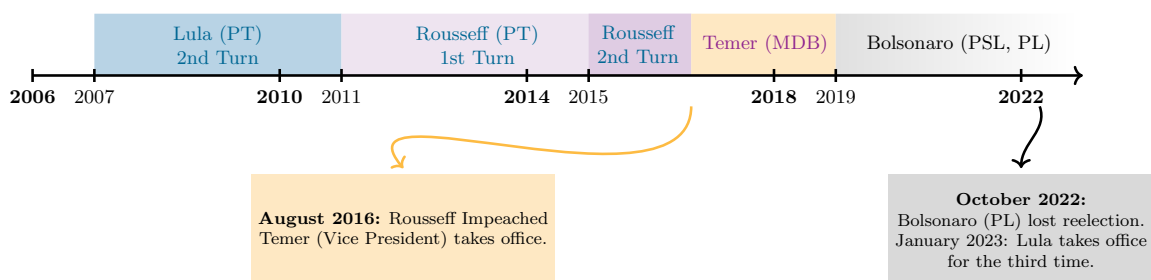 Lula (PT)
2nd Turn
Rousseff (PT)
1st Turn
Rousseff
2nd Turn
Temer (MDB)
Bolsonaro (PSL, PL)
2006 2007 2010 2011 2014 2015 2018 2019 2022
August 2016: Rousseff Impeached
Temer (Vice President) takes office.
October 2022:
Bolsonaro (PL) lost reelection.
January 2023: Lula takes office
for the third time.